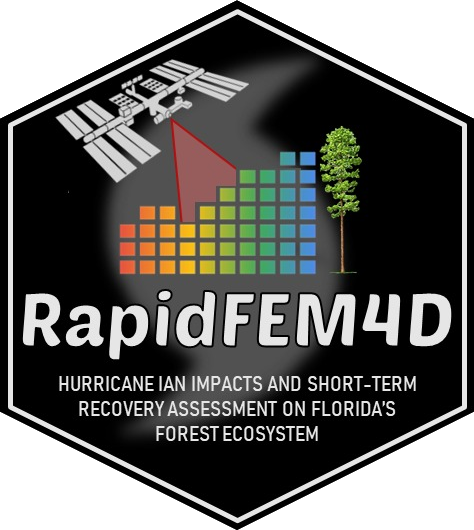 RapidFEM4D
HURRICANE IAN IMPACTS AND SHORT-TERM
RECOVERY ASSESSMENT ON FLORIDA'S
FOREST ECOSYSTEM